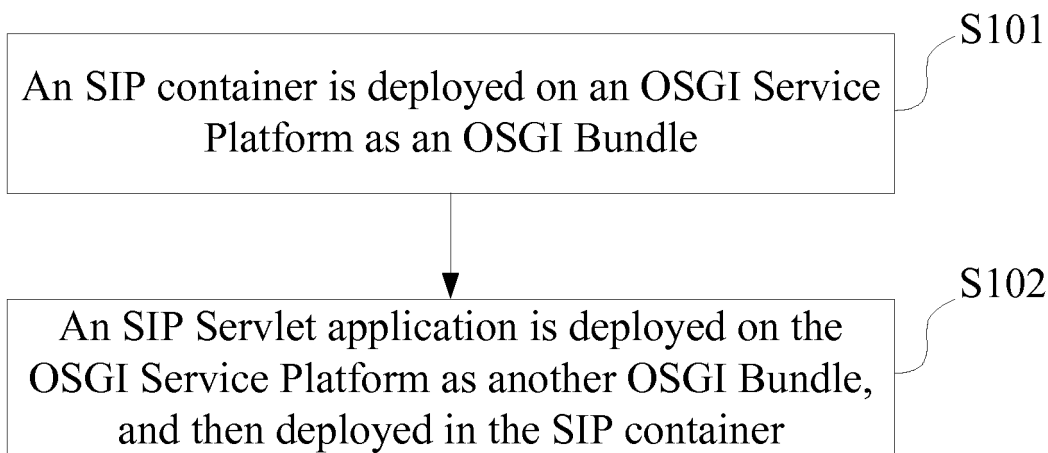 S101
An SIP container is deployed on an OSGI Service
Platform as an OSGI Bundle
S102
An SIP Servlet application is deployed on the
OSGI Service Platform as another OSGI Bundle,
and then deployed in the SIP container